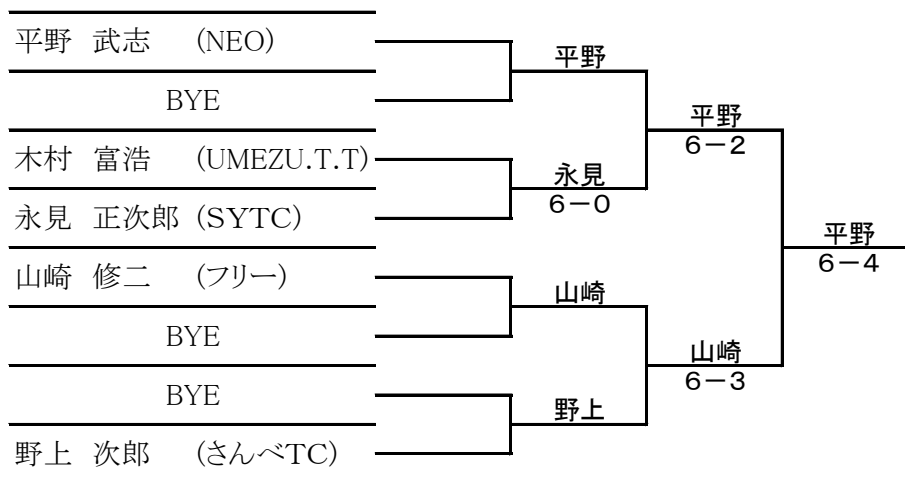 平野 武志 (NEO)
平野
BYE
平野
6－2
木村 富浩 (UMEZU.T.T)
永見
6－0
永見 正次郎 (SYTC)
平野
6－4
山崎 修二 (フリー)
山崎
BYE
山崎
6－3
BYE
野上
野上 次郎 (さんべTC)